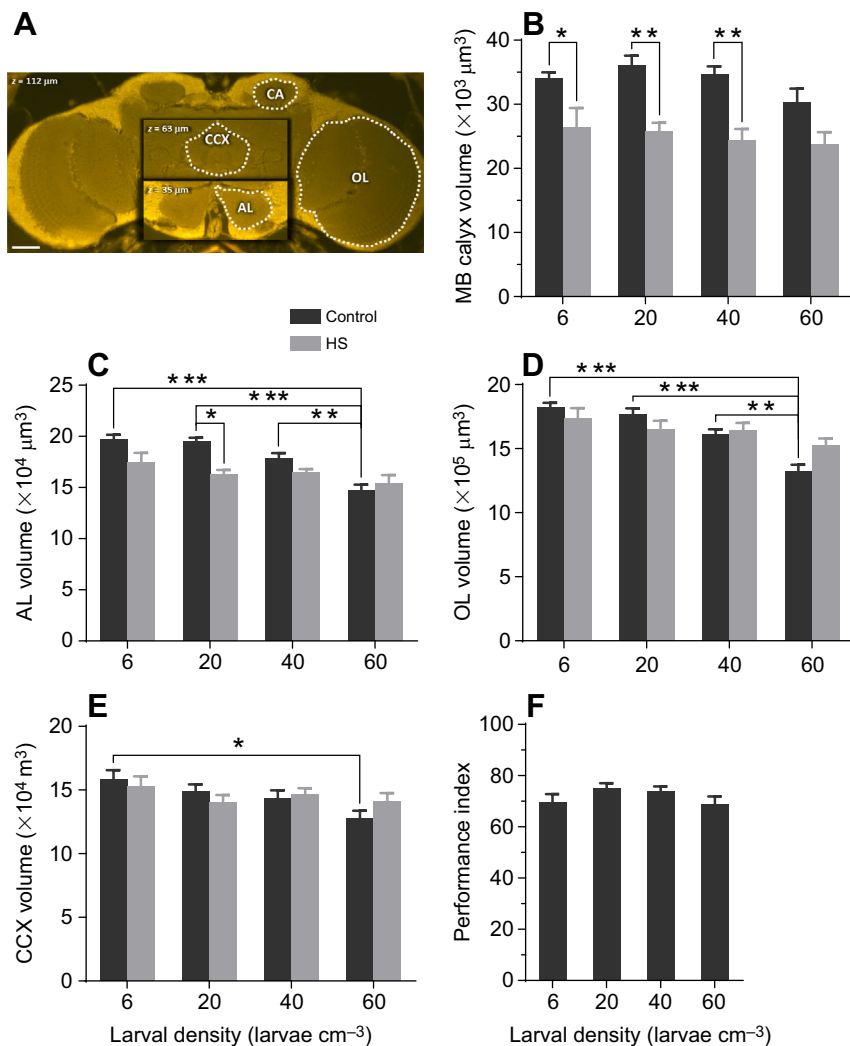 A
z = 112 µm
CA
z = 63 µm
CCX
OL
z = 35 µm
AL
B
MB calyx volume (×10³ µm³)
40
30
20
10
0
* ** **
6 20 40 60
Control
HS
C
AL volume (×10⁴ µm³)
25
20
15
10
5
0
***
***
* **
6 20 40 60
D
OL volume (×10⁵ µm³)
20
15
10
5
0
***
***
**
6 20 40 60
E
CCX volume (×10⁴ m³)
20
15
10
5
0
*
6 20 40 60
Larval density (larvae cm⁻³)
F
Performance index
100
80
60
40
20
0
6 20 40 60
Larval density (larvae cm⁻³)